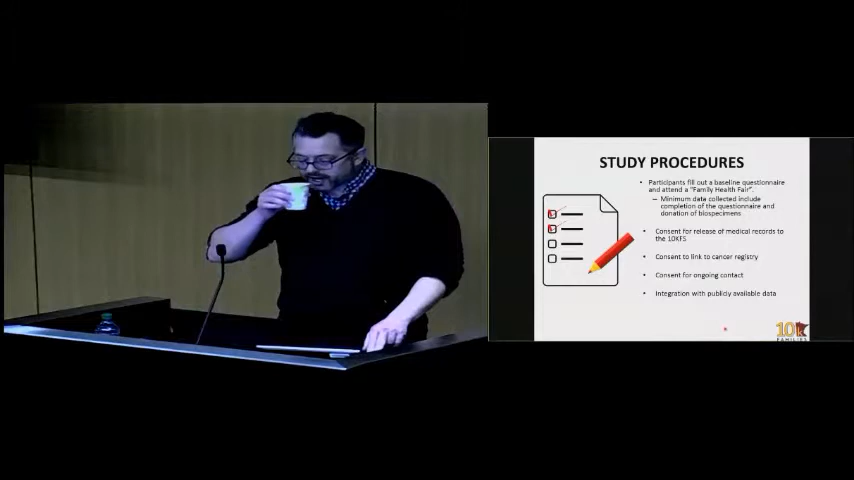 STUDY PROCEDURES
• Participants fill out a baseline questionnaire
and attend a "Family Health Fair".
– Minimum data collected include
completion of the questionnaire and
donation of biospecimens
• Consent for release of medical records to
the 10KFS
• Consent to link to cancer registry
• Consent for ongoing contact
• Integration with publicly available data
10K
FAMILIES